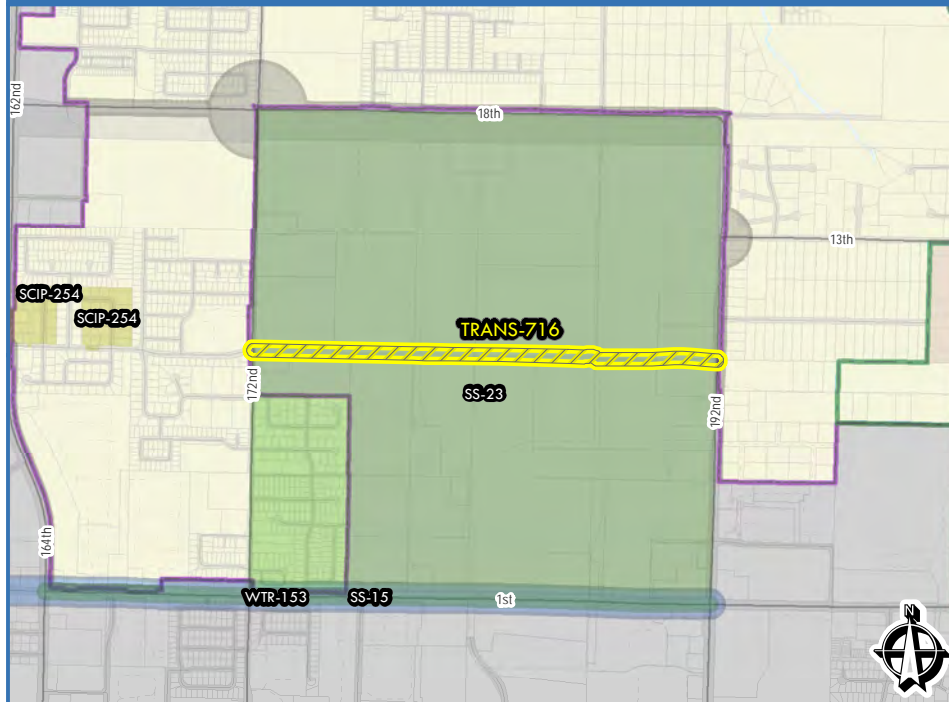 162nd
18th
13th
SCIP-254
SCIP-254
TRANS-716
172nd
SS-23
192nd
164th
WTR-153
SS-15
1st
N